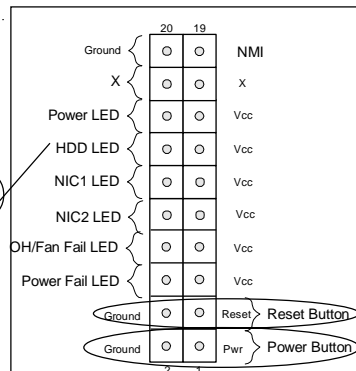 20 19
Ground NMI
X X
Power LED Vcc
HDD LED Vcc
NIC1 LED Vcc
NIC2 LED Vcc
OH/Fan Fail LED Vcc
Power Fail LED Vcc
Ground Reset Reset Button
Ground Pwr Power Button
2 1